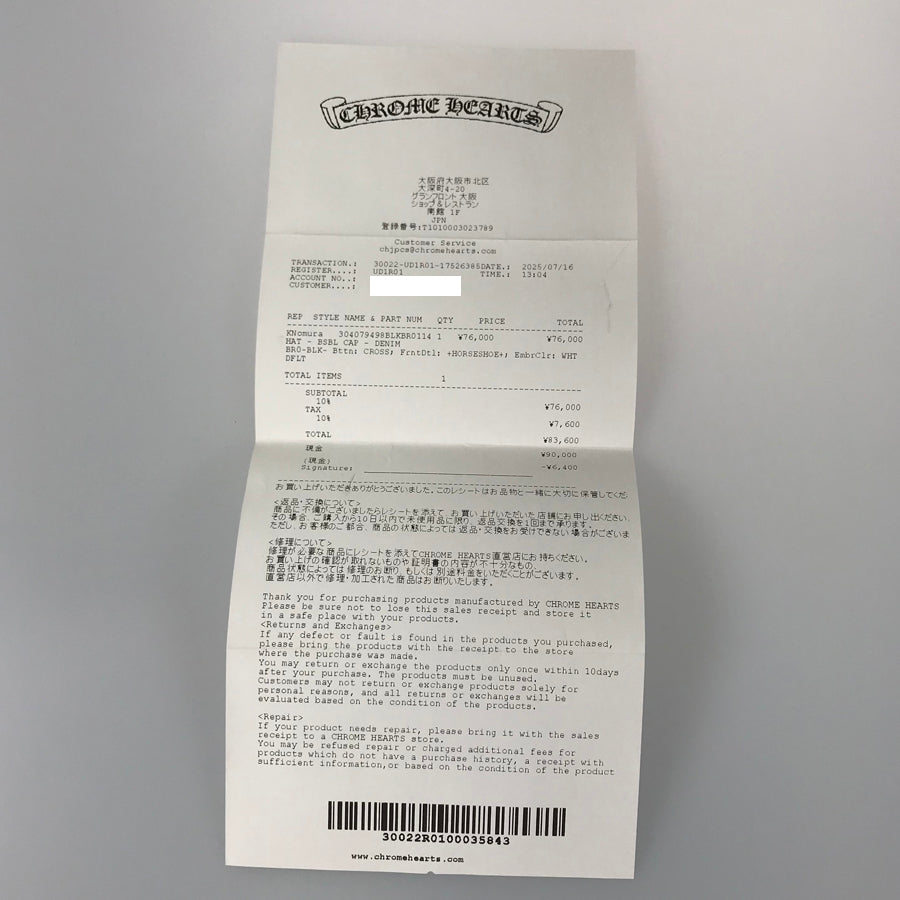 CHROME HEARTS
大阪府大阪市北区
大深町4-20
グランフロント大阪
ショップ&レストラン
南館 1F
JPN
登録番号:T1010003023789
Customer Service
chjpcs@chromehearts.com
TRANSACTION.: 30022-UD1R01-17526385DATE.: 2025/07/16
REGISTER....: UD1R01 TIME.: 13:04
ACCOUNT NO..:
CUSTOMER....:
REP STYLE NAME & PART NUM QTY PRICE TOTAL
KNomura 304079498BLKBR0114 1 ¥76,000 ¥76,000
HAT - BSBL CAP - DENIM
BR0-BLK- Bttn: CROSS; FrntDtl: +HORSESHOE+; EmbrClr: WHT
DFLT
TOTAL ITEMS 1
SUBTOTAL ¥76,000
10%
TAX ¥7,600
10%
TOTAL ¥83,600
現金 ¥90,000
(現金) -¥6,400
Signature:
お買い上げいただきありがとうございました。このレシートはお品物と一緒に大切に保管してくだ
<返品・交換について>
商品に不備がございましたらレシートを添えて、お買い上げいただいた店舗にお申し出ください。
その場合、ご購入から10日以内で未使用品に限り、返品交換を1回まで承ります。
ただし、お客様のご都合、商品の状態によっては返品・交換をお受けできない場合がございま
<修理について>
修理が必要な商品にレシートを添えてCHROME HEARTS直営店にお持ちください。
お買い上げの確認が取れないものや証明書の内容が不十分なもの、
商品状態によっては修理のお断り、もしくは別途料金をいただくことがございます。
直営店以外で修理・加工された商品はお断りいたします。
Thank you for purchasing products manufactured by CHROME HEARTS
Please be sure not to lose this sales receipt and store it
in a safe place with your products.
<Returns and Exchanges>
If any defect or fault is found in the products you purchased,
please bring the products with the receipt to the store
where the purchase was made.
You may return or exchange the products only once within 10days
after your purchase. The products must be unused.
Customers may not return or exchange products solely for
personal reasons, and all returns or exchanges will be
evaluated based on the condition of the products.
<Repair>
If your product needs repair, please bring it with the sales
receipt to a CHROME HEARTS store.
You may be refused repair or charged additional fees for
products which do not have a purchase history, a receipt with
sufficient information,or based on the condition of the product
30022R0100035843
www.chromehearts.com